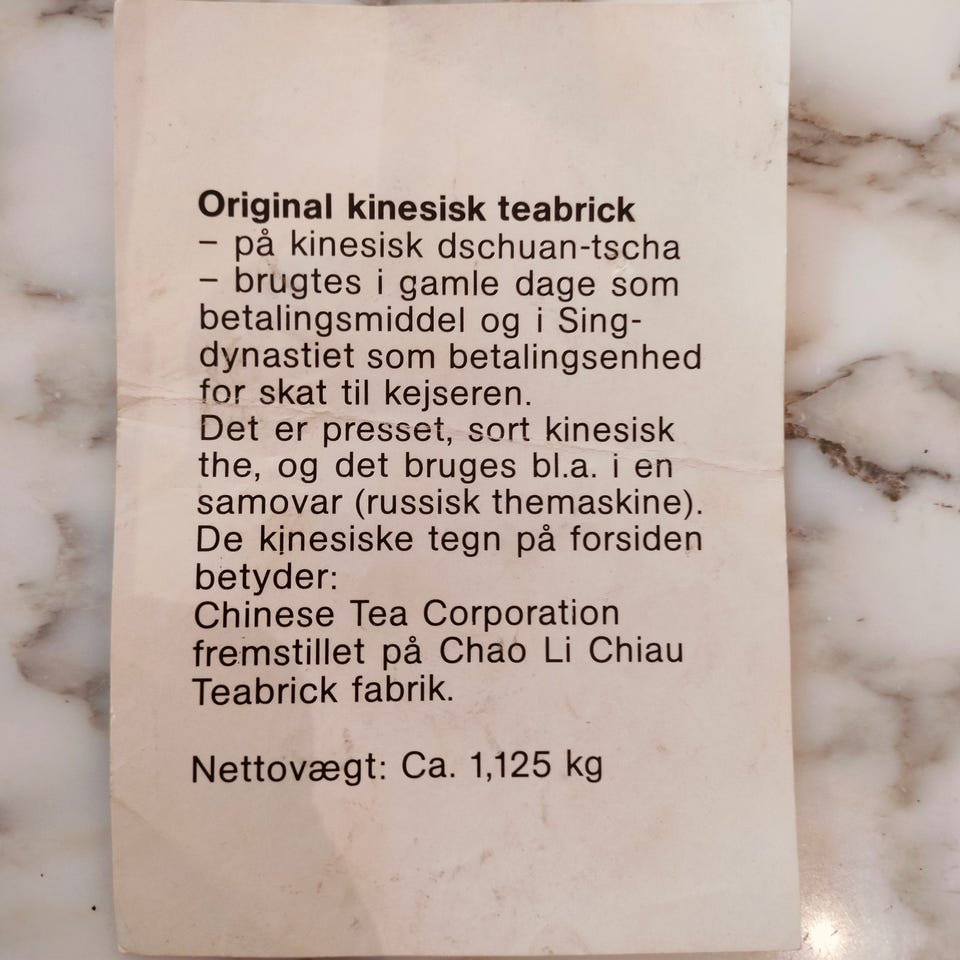 Original kinesisk teabrick
– på kinesisk dschuan-tscha
– brugtes i gamle dage som
betalingsmiddel og i Sing-
dynastiet som betalingsenhed
for skat til kejseren.
Det er presset, sort kinesisk
the, og det bruges bl.a. i en
samovar (russisk themaskine).
De kinesiske tegn på forsiden
betyder:
Chinese Tea Corporation
fremstillet på Chao Li Chiau
Teabrick fabrik.
Nettovægt: Ca. 1,125 kg